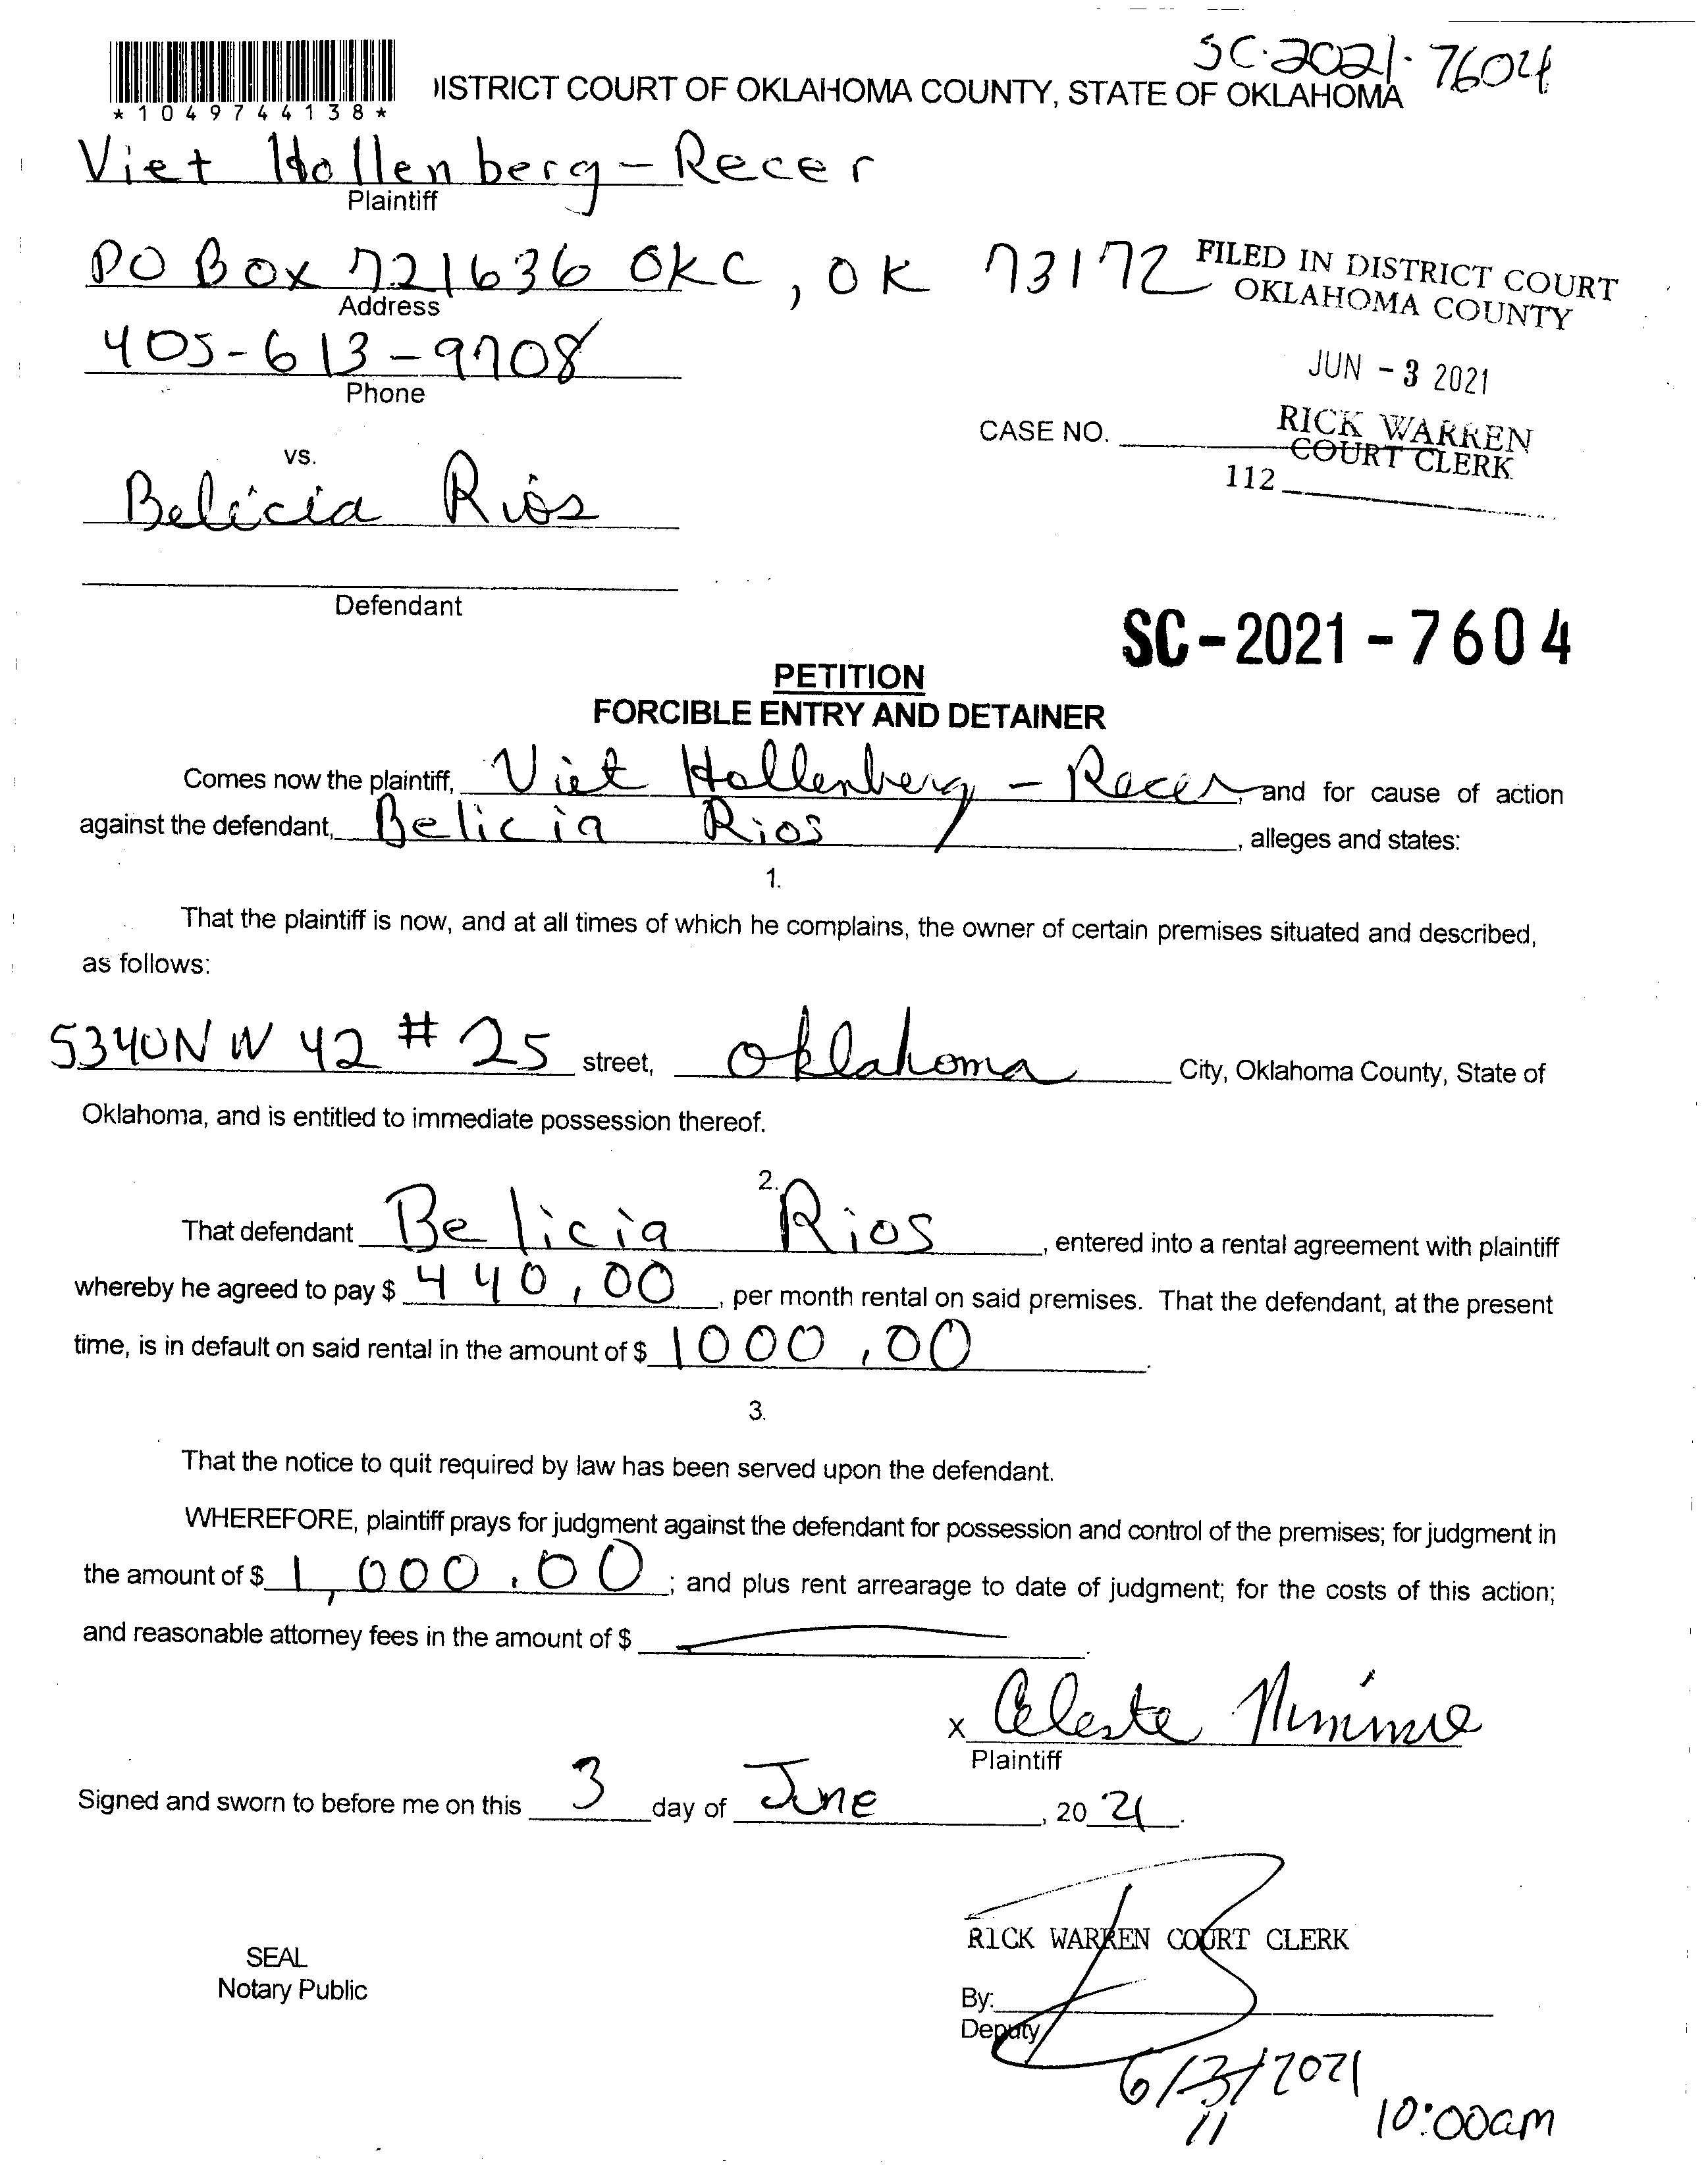 SC-2021-7604
*1049744138*
ISTRICT COURT OF OKLAHOMA COUNTY, STATE OF OKLAHOMA
Viet Hollenberg-Recer
Plaintiff
PO Box 721636 OKC, OK 73172
Address
FILED IN DISTRICT COURT
OKLAHOMA COUNTY
405-613-9708
Phone
JUN - 3 2021
CASE NO.
RICK WARREN
COURT CLERK
112
vs.
Belicia Rios
Defendant
SC-2021-7604
PETITION
FORCIBLE ENTRY AND DETAINER
Comes now the plaintiff, Viet Hollenberg-Recer, and for cause of action
against the defendant, Belicia Rios, alleges and states:
1.
That the plaintiff is now, and at all times of which he complains, the owner of certain premises situated and described,
as follows:
5340 NW 42 # 25 street, Oklahoma City, Oklahoma County, State of
Oklahoma, and is entitled to immediate possession thereof.
2.
That defendant Belicia Rios, entered into a rental agreement with plaintiff
whereby he agreed to pay $ 440.00, per month rental on said premises. That the defendant, at the present
time, is in default on said rental in the amount of $ 1000.00.
3.
That the notice to quit required by law has been served upon the defendant.
WHEREFORE, plaintiff prays for judgment against the defendant for possession and control of the premises; for judgment in
the amount of $ 1,000.00; and plus rent arrearage to date of judgment; for the costs of this action;
and reasonable attorney fees in the amount of $
x Celeste
Plaintiff
Signed and sworn to before me on this 3 day of June, 2021.
RICK WARREN COURT CLERK
SEAL
Notary Public
By:
Deputy
6/3/2021
11
10:00am